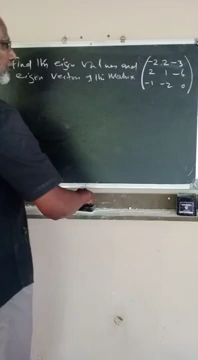 Find the eigen values and
eigen vector of the Matrix
-2 2 -3
2 1 -6
-1 -2 0